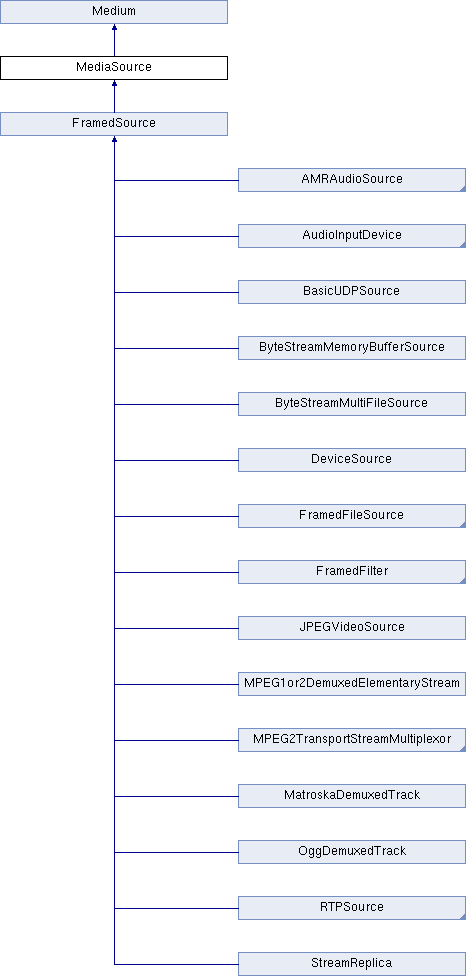 Medium
MediaSource
FramedSource
AMRAudioSource
AudioInputDevice
BasicUDPSource
ByteStreamMemoryBufferSource
ByteStreamMultiFileSource
DeviceSource
FramedFileSource
FramedFilter
JPEGVideoSource
MPEG1or2DemuxedElementaryStream
MPEG2TransportStreamMultiplexor
MatroskaDemuxedTrack
OggDemuxedTrack
RTPSource
StreamReplica